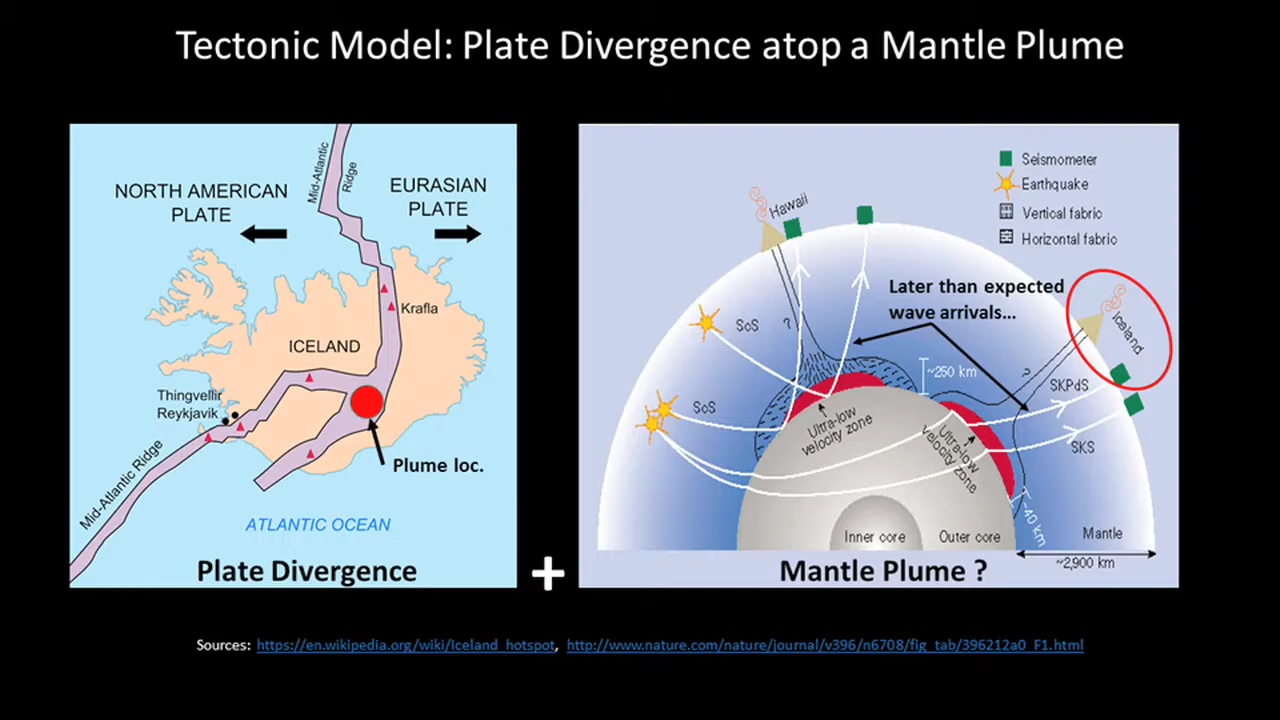 Tectonic Model: Plate Divergence atop a Mantle Plume
Mid-Atlantic
Ridge
NORTH AMERICAN
PLATE
EURASIAN
PLATE
Krafla
ICELAND
Thingvellir
Reykjavik
Plume loc.
Mid-Atlantic Ridge
ATLANTIC OCEAN
Plate Divergence
+
Seismometer
Earthquake
Vertical fabric
Horizontal fabric
Hawaii
Iceland
Later than expected
wave arrivals...
ScS
?
~250 km
?
SKPdS
ScS
Ultra-low
velocity zone
Ultra-low
velocity zone
SKS
~40 km
Inner core
Outer core
Mantle
~2,900 km
Mantle Plume ?
Sources: https://en.wikipedia.org/wiki/Iceland_hotspot, http://www.nature.com/nature/journal/v396/n6708/fig_tab/396212a0_F1.html